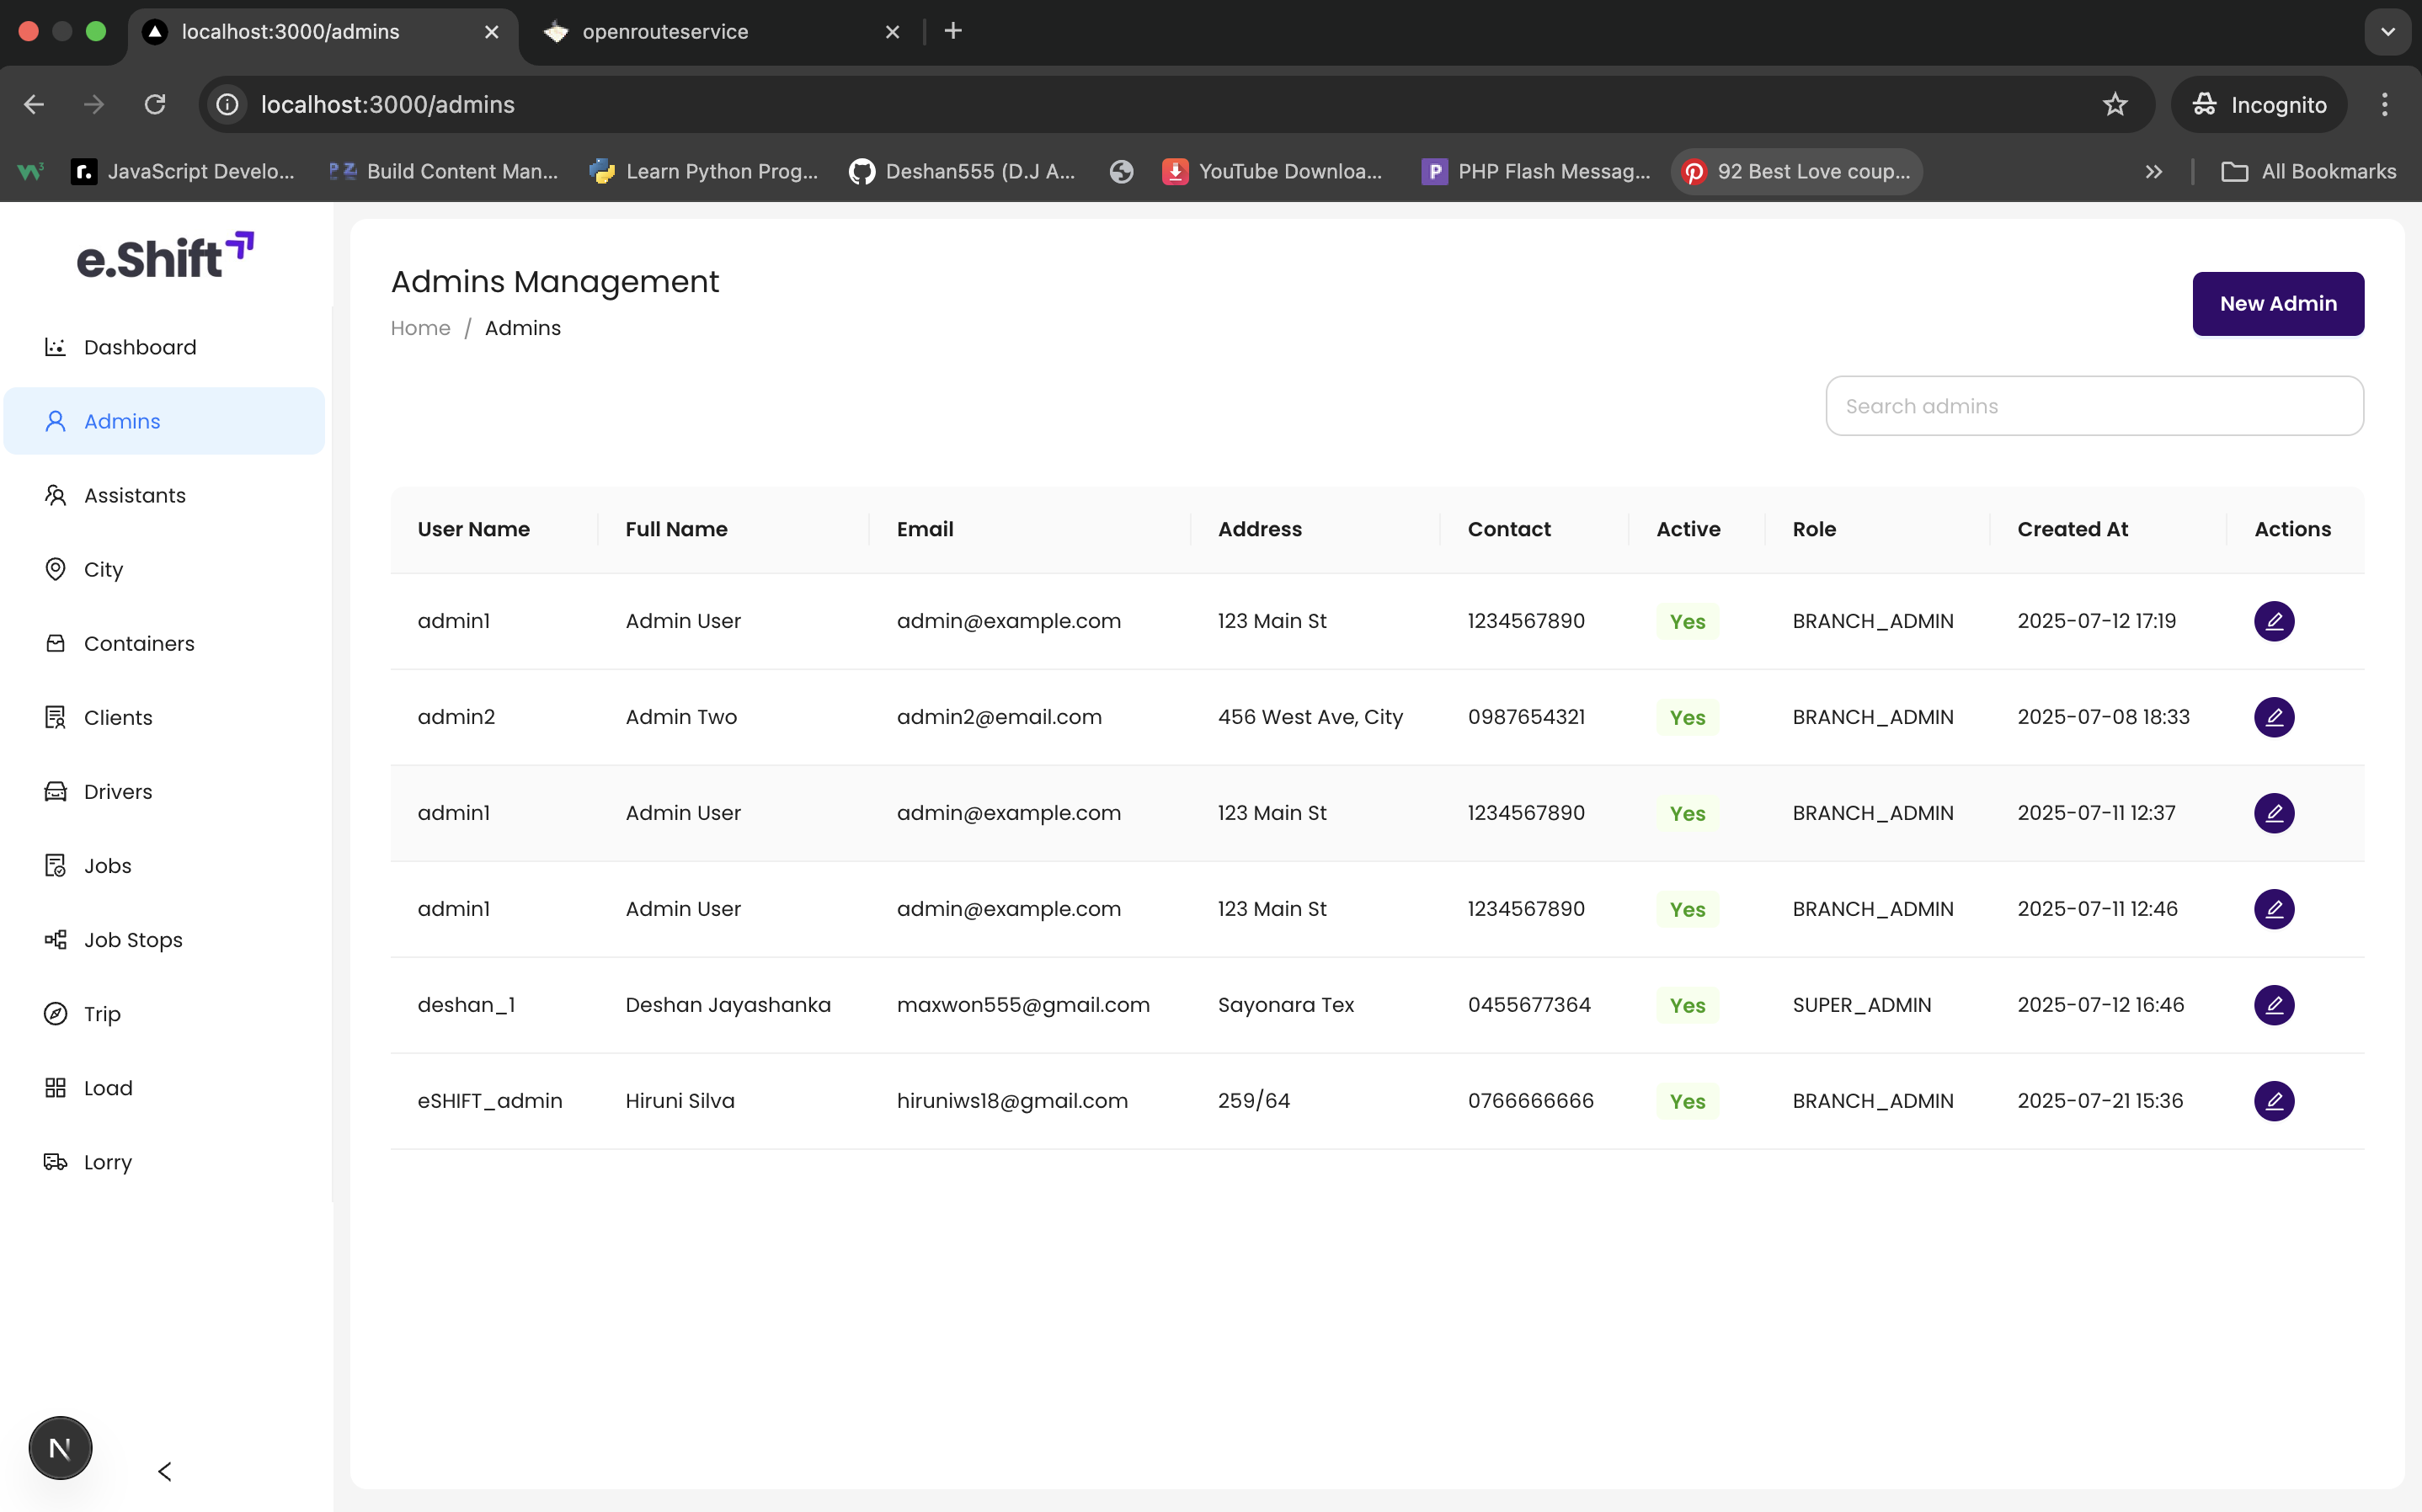 localhost:3000/admins
openrouteservice
localhost:3000/admins
Incognito
JavaScript Develo...
Build Content Man...
Learn Python Prog...
Deshan555 (D.J A...
YouTube Downloa...
PHP Flash Messag...
92 Best Love coup...
All Bookmarks
e.Shift
Dashboard
Admins
Assistants
City
Containers
Clients
Drivers
Jobs
Job Stops
Trip
Load
Lorry
N
Admins Management
Home / Admins
New Admin
Search admins
User Name Full Name Email Address Contact Active Role Created At Actions
admin1 Admin User admin@example.com 123 Main St 1234567890 Yes BRANCH_ADMIN 2025-07-12 17:19
admin2 Admin Two admin2@email.com 456 West Ave, City 0987654321 Yes BRANCH_ADMIN 2025-07-08 18:33
admin1 Admin User admin@example.com 123 Main St 1234567890 Yes BRANCH_ADMIN 2025-07-11 12:37
admin1 Admin User admin@example.com 123 Main St 1234567890 Yes BRANCH_ADMIN 2025-07-11 12:46
deshan_1 Deshan Jayashanka maxwon555@gmail.com Sayonara Tex 0455677364 Yes SUPER_ADMIN 2025-07-12 16:46
eSHIFT_admin Hiruni Silva hiruniws18@gmail.com 259/64 0766666666 Yes BRANCH_ADMIN 2025-07-21 15:36